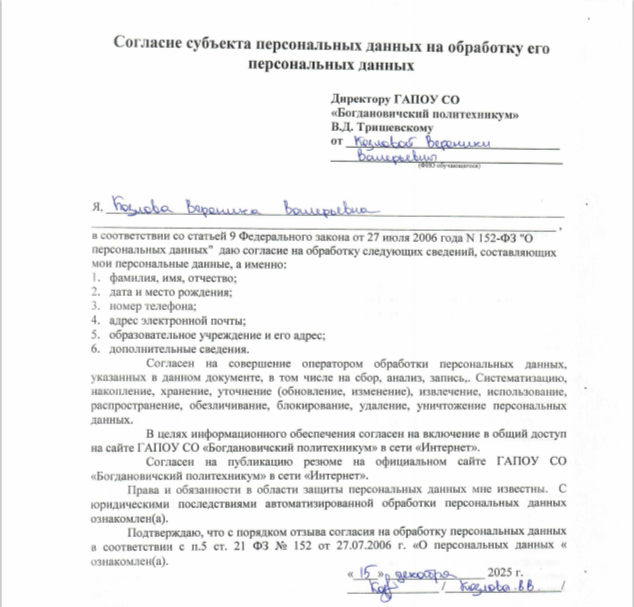 Согласие субъекта персональных данных на обработку его
персональных данных
Директору ГАПОУ СО
«Богдановичский политехникум»
В.Д. Тришевскому
от Козловой Вероники
Валерьевны
(ФИО обучающегося)
Я, Козлова Вероника Валерьевна
,
в соответствии со статьей 9 Федерального закона от 27 июля 2006 года N 152-ФЗ "О
персональных данных" даю согласие на обработку следующих сведений, составляющих
мои персональные данные, а именно:
1. фамилия, имя, отчество;
2. дата и место рождения;
3. номер телефона;
4. адрес электронной почты;
5. образовательное учреждение и его адрес;
6. дополнительные сведения.
Согласен на совершение оператором обработки персональных данных,
указанных в данном документе, в том числе на сбор, анализ, запись,. Систематизацию,
накопление, хранение, уточнение (обновление, изменение), извлечение, использование,
распространение, обезличивание, блокирование, удаление, уничтожение персональных
данных.
В целях информационного обеспечения согласен на включение в общий доступ
на сайте ГАПОУ СО «Богдановичский политехникум» в сети «Интернет».
Согласен на публикацию резюме на официальном сайте ГАПОУ СО
«Богдановичский политехникум» в сети «Интернет».
Права и обязанности в области защиты персональных данных мне известны. С
юридическими последствиями автоматизированной обработки персональных данных
ознакомлен(а).
Подтверждаю, что с порядком отзыва согласия на обработку персональных данных
в соответствии с п.5 ст. 21 ФЗ № 152 от 27.07.2006 г. «О персональных данных «
ознакомлен(а).
«15» декабря 2025 г.
/ Козлова.В.В. /